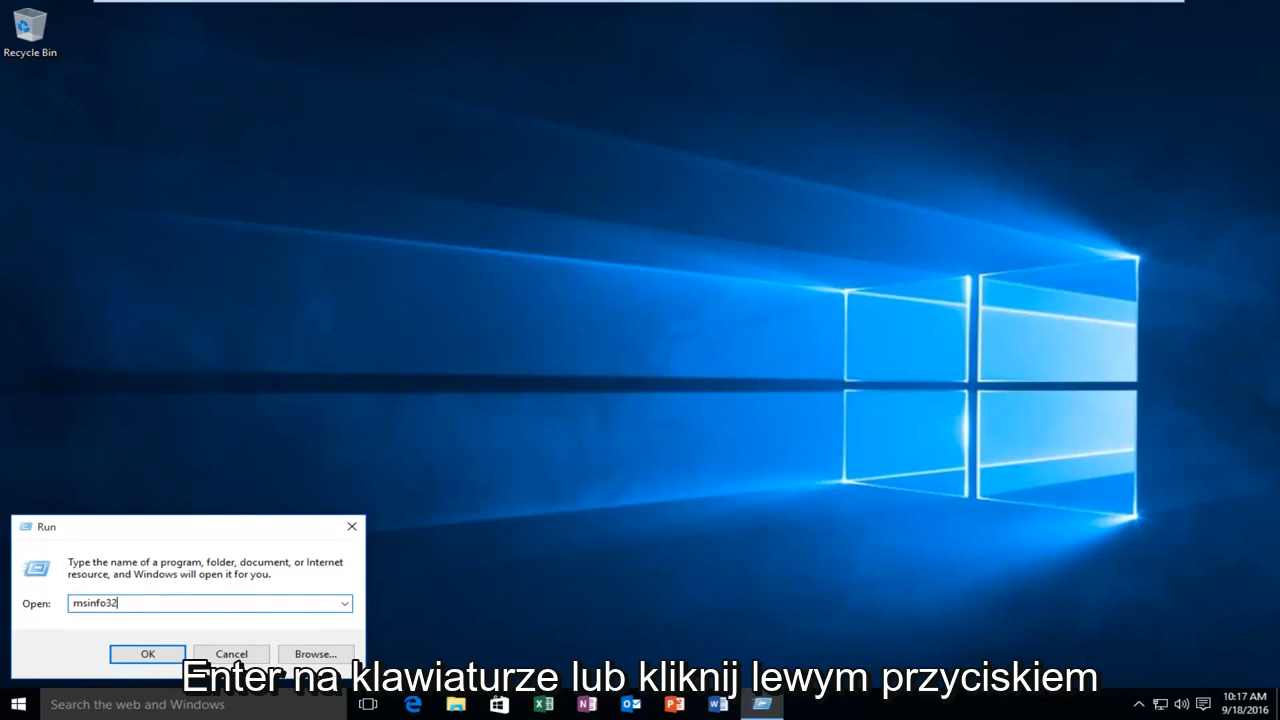 Recycle Bin
Run
Type the name of a program, folder, document, or Internet
resource, and Windows will open it for you.
Open: msinfo32
OK Cancel Browse...
Enter na klawiaturze lub kliknij lewym przyciskiem
Search the web and Windows
10:17 AM
9/18/2016